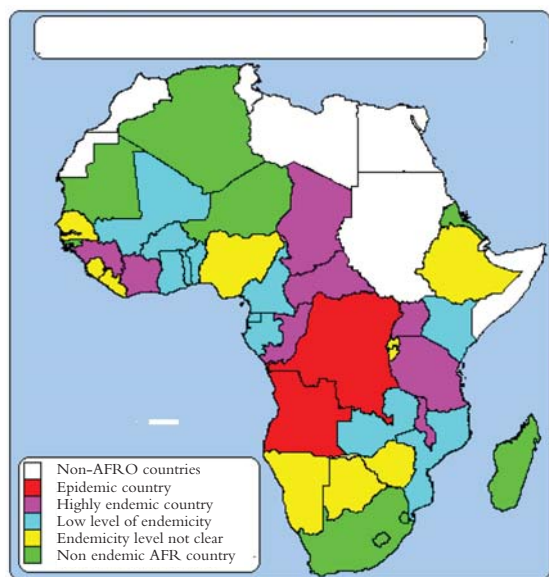 Non-AFRO countries
Epidemic country
Highly endemic country
Low level of endemicity
Endemicity level not clear
Non endemic AFR country